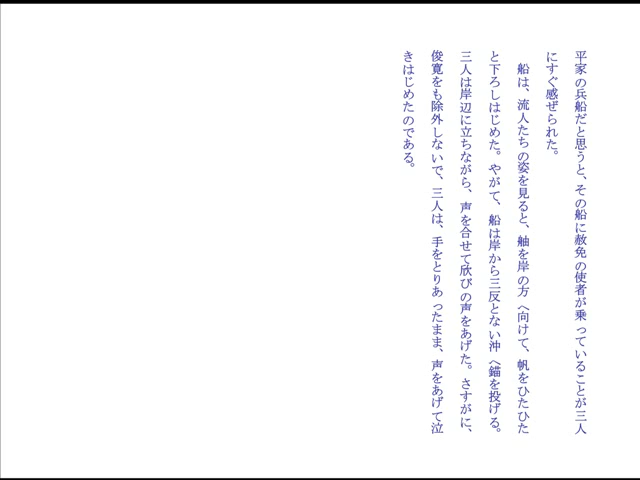 平家の兵船だと思うと、その船に赦免の使者が乗っていることが三人
にすぐ感ぜられた。
船は、流人たちの姿を見ると、舳を岸の方へ向けて、帆をひたひた
と下ろしはじめた。やがて、船は岸から三反とない沖へ錨を投げる。
三人は岸辺に立ちながら、声を合せて欣びの声をあげた。さすがに、
俊寛をも除外しないで、三人は、手をとりあったまま、声をあげて泣
きはじめたのである。